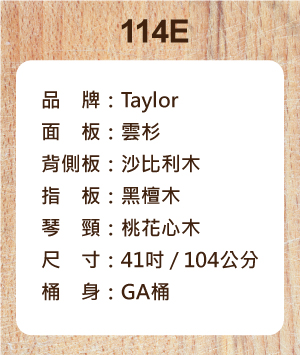 114E
品　牌：Taylor
面　板：雲杉
背側板：沙比利木
指　板：黑檀木
琴　頸：桃花心木
尺　寸：41吋 / 104公分
桶　身：GA桶